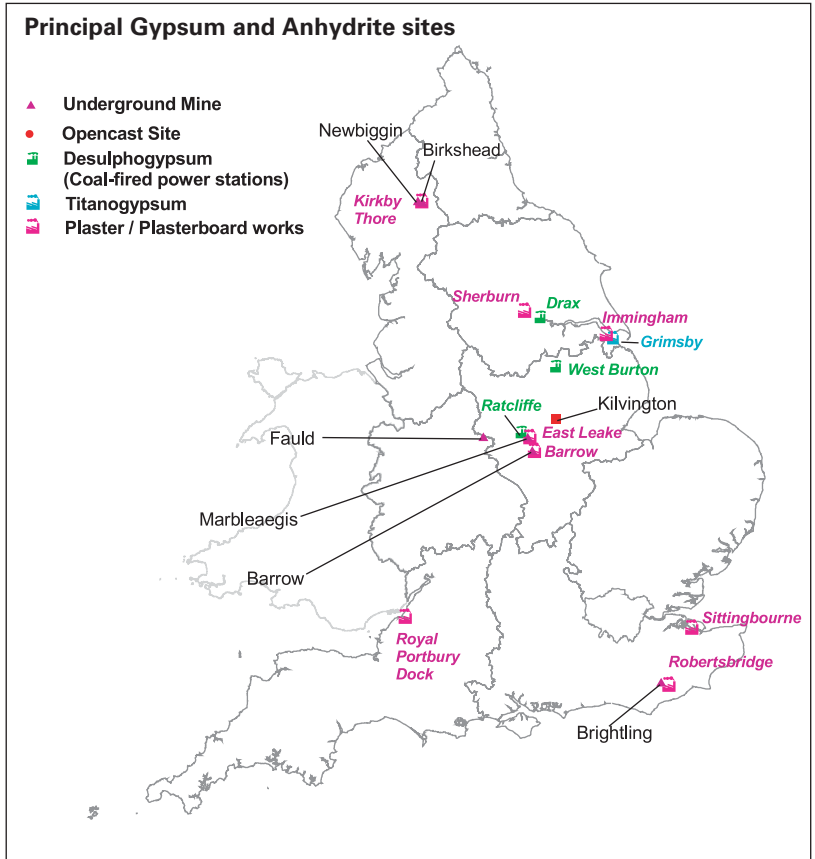 Principal Gypsum and Anhydrite sites
Underground Mine
Opencast Site
Desulphogypsum
(Coal-fired power stations)
Titanogypsum
Plaster / Plasterboard works
Newbiggin
Birkshead
Kirkby
Thore
Sherburn
Drax
Immingham
Grimsby
West Burton
Ratcliffe
Kilvington
Fauld
East Leake
Barrow
Marbleaegis
Barrow
Royal
Portbury
Dock
Sittingbourne
Robertsbridge
Brightling